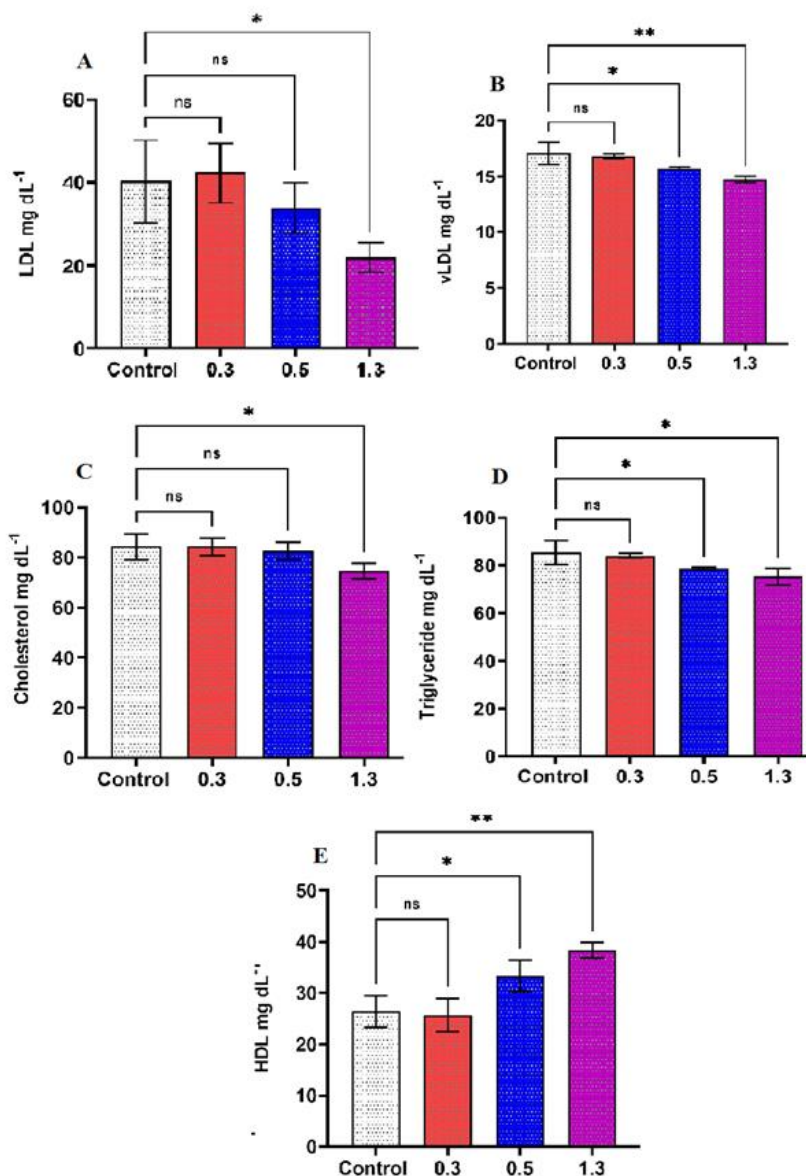 A
*
ns
ns
LDL mg dL⁻¹
60
40
20
0
Control 0.3 0.5 1.3
B
**
*
ns
vLDL mg dL⁻¹
20
15
10
5
0
Control 0.3 0.5 1.3
C
*
ns
ns
Cholesterol mg dL⁻¹
100
80
60
40
20
0
Control 0.3 0.5 1.3
D
*
*
ns
Triglyceride mg dL⁻¹
100
80
60
40
20
0
Control 0.3 0.5 1.3
E
**
*
ns
HDL mg dL⁻¹
50
40
30
20
10
0
Control 0.3 0.5 1.3